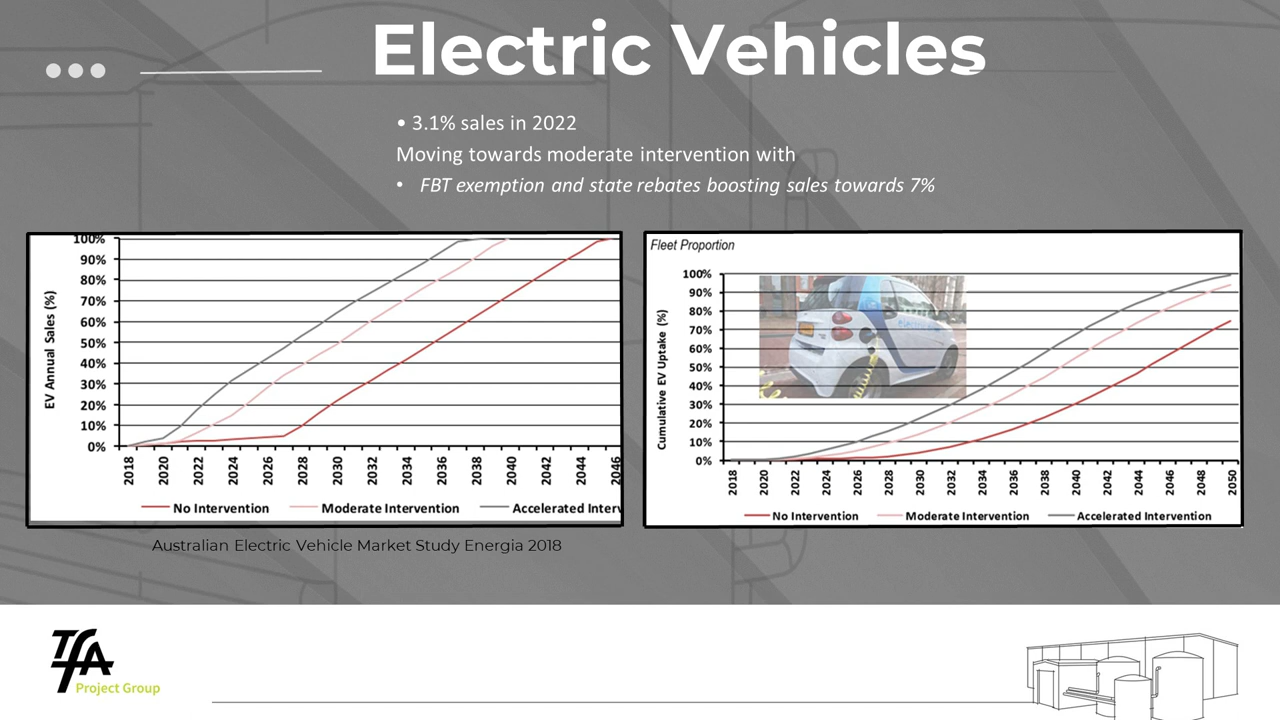 Electric Vehicles
• 3.1% sales in 2022
Moving towards moderate intervention with
• FBT exemption and state rebates boosting sales towards 7%
EV Annual Sales (%)
100%
90%
80%
70%
60%
50%
40%
30%
20%
10%
0%
2018 2020 2022 2024 2026 2028 2030 2032 2034 2036 2038 2040 2042 2044 2046
No Intervention Moderate Intervention Accelerated Interv
Fleet Proportion
Cumulative EV Uptake (%)
100%
90%
80%
70%
60%
50%
40%
30%
20%
10%
0%
2018 2020 2022 2024 2026 2028 2030 2032 2034 2036 2038 2040 2042 2044 2046 2048 2050
No Intervention Moderate Intervention Accelerated Intervention
Australian Electric Vehicle Market Study Energia 2018
TFA
Project Group